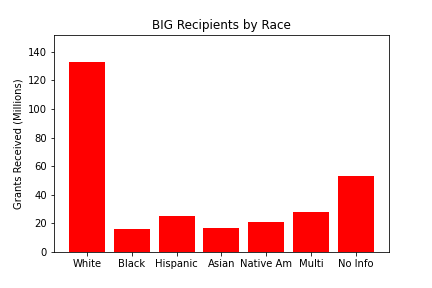 BIG Recipients by Race
Grants Received (Millions)
140
120
100
80
60
40
20
0
White Black Hispanic Asian Native Am Multi No Info